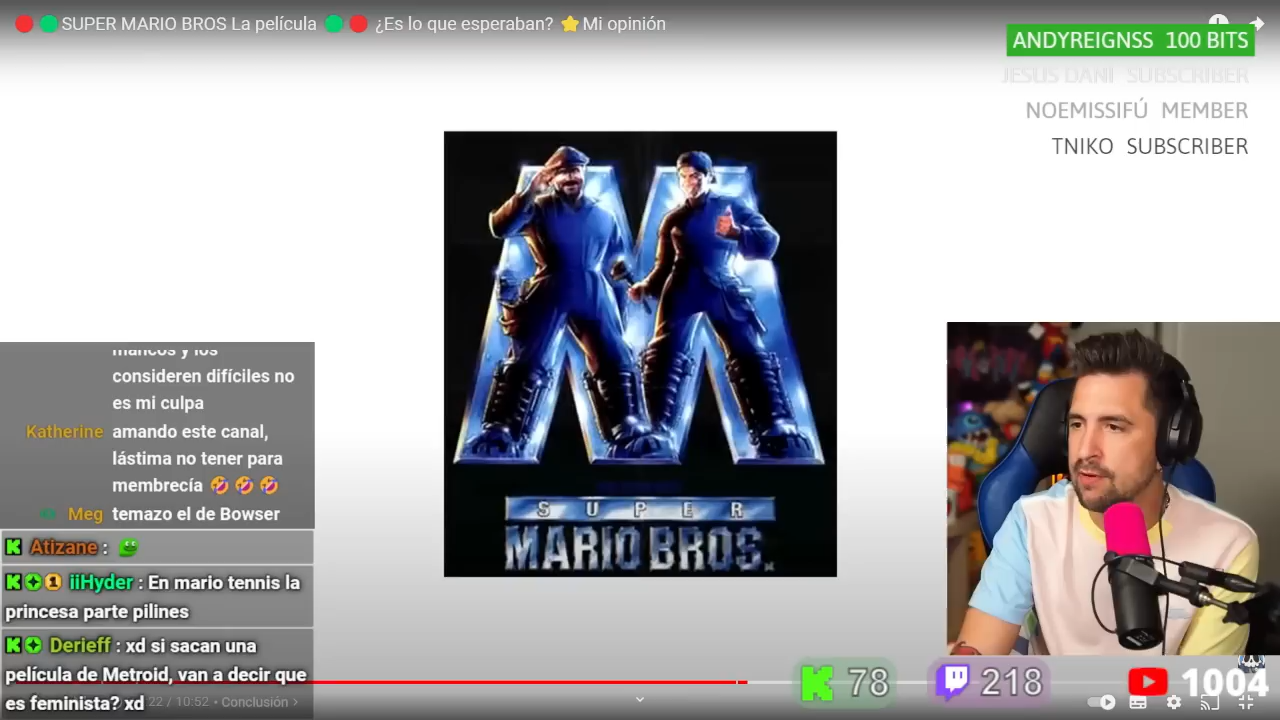 SUPER MARIO BROS La película ¿Es lo que esperaban? ⭐ Mi opinión
ANDYREIGNSS 100 BITS
JESUS DANI SUBSCRIBER
NOEMISSIFÚ MEMBER
TNIKO SUBSCRIBER
SUPER
MARIO BROS.
mancos y los
consideren difíciles no
es mi culpa
Katherine amando este canal,
lástima no tener para
membrecía 🤣🤣🤣
Meg temazo el de Bowser
Atizane :
iiHyder : En mario tennis la
princesa parte pilines
Derieff : xd si sacan una
película de Metroid, van a decir que
es feminista? xd
22 / 10:52 • Conclusión
78
218
1004